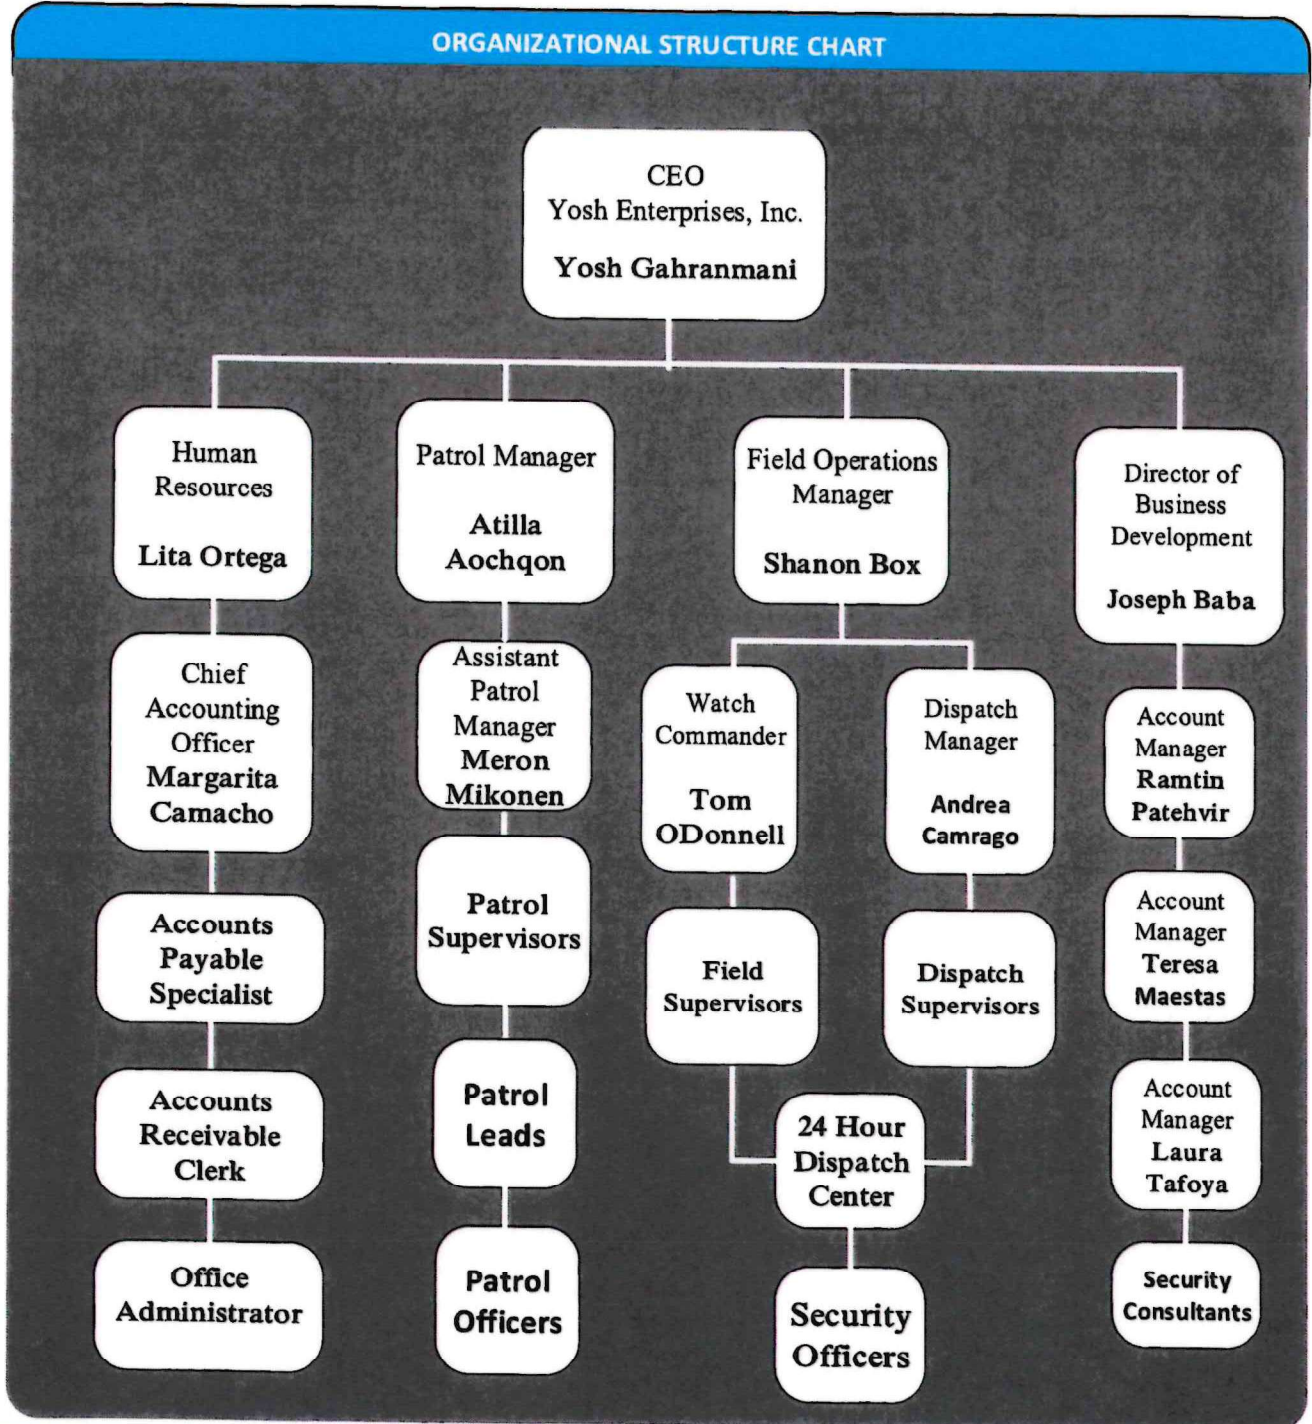 ORGANIZATIONAL STRUCTURE CHART
CEO
Yosh Enterprises, Inc.
Yosh Gahranmani
Human
Resources
Lita Ortega
Patrol Manager
Atilla
Aochqon
Field Operations
Manager
Shanon Box
Director of
Business
Development
Joseph Baba
Chief
Accounting
Officer
Margarita
Camacho
Assistant
Patrol
Manager
Meron
Mikonen
Watch
Commander
Tom
ODonnell
Dispatch
Manager
Andrea
Camrago
Account
Manager
Ramtin
Patehvir
Accounts
Payable
Specialist
Patrol
Supervisors
Field
Supervisors
Dispatch
Supervisors
Account
Manager
Teresa
Maestas
Accounts
Receivable
Clerk
Patrol
Leads
24 Hour
Dispatch
Center
Account
Manager
Laura
Tafoya
Office
Administrator
Patrol
Officers
Security
Officers
Security
Consultants